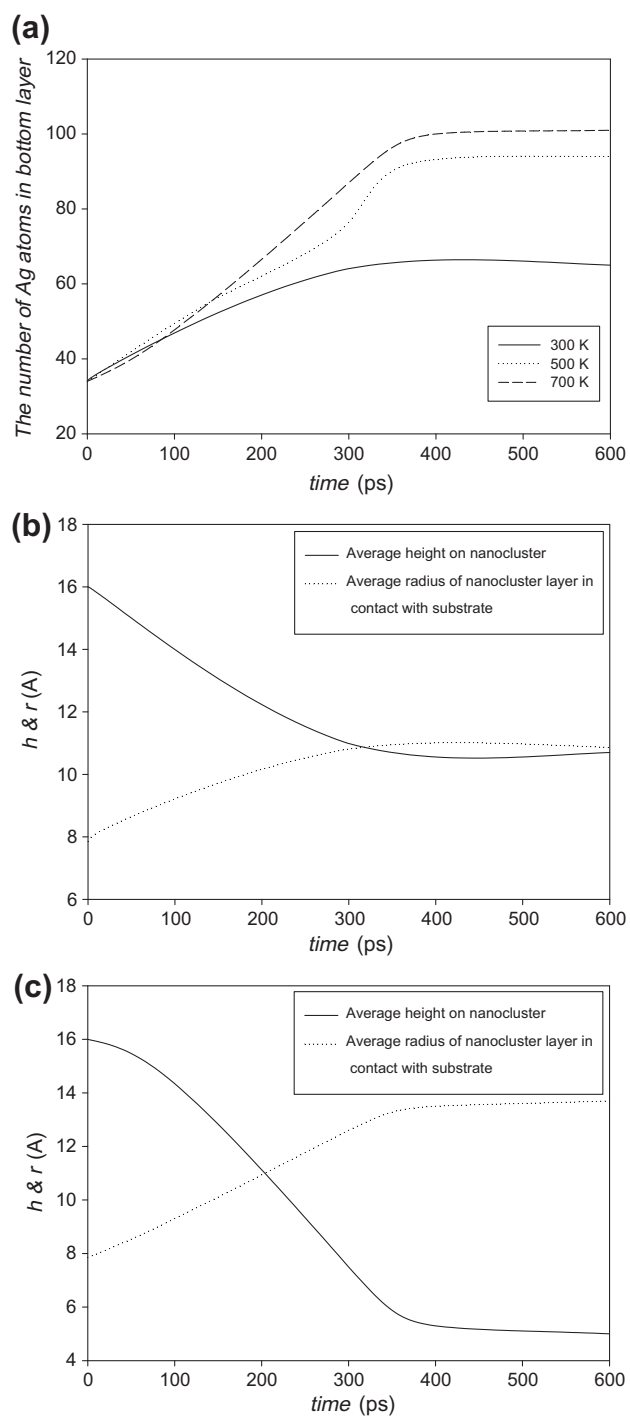 (a)
The number of Ag atoms in bottom layer
120
100
80
60
40
20
300 K
500 K
700 K
0 100 200 300 400 500 600
time (ps)
(b)
h & r (A)
18
16
14
12
10
8
6
Average height on nanocluster
Average radius of nanocluster layer in
contact with substrate
0 100 200 300 400 500 600
time (ps)
(c)
h & r (A)
18
16
14
12
10
8
6
4
Average height on nanocluster
Average radius of nanocluster layer in
contact with substrate
0 100 200 300 400 500 600
time (ps)